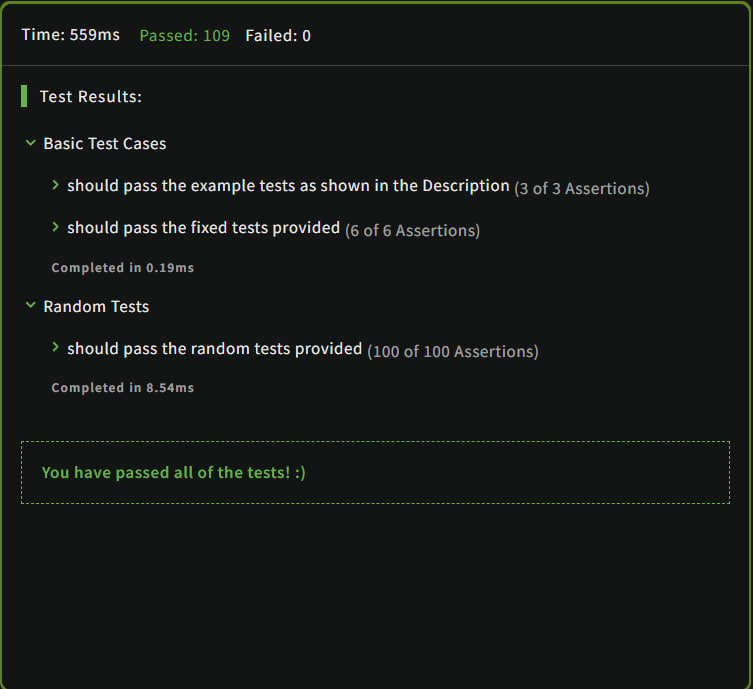 Time: 559ms Passed: 109 Failed: 0
Test Results:
Basic Test Cases
should pass the example tests as shown in the Description (3 of 3 Assertions)
should pass the fixed tests provided (6 of 6 Assertions)
Completed in 0.19ms
Random Tests
should pass the random tests provided (100 of 100 Assertions)
Completed in 8.54ms
You have passed all of the tests! :)